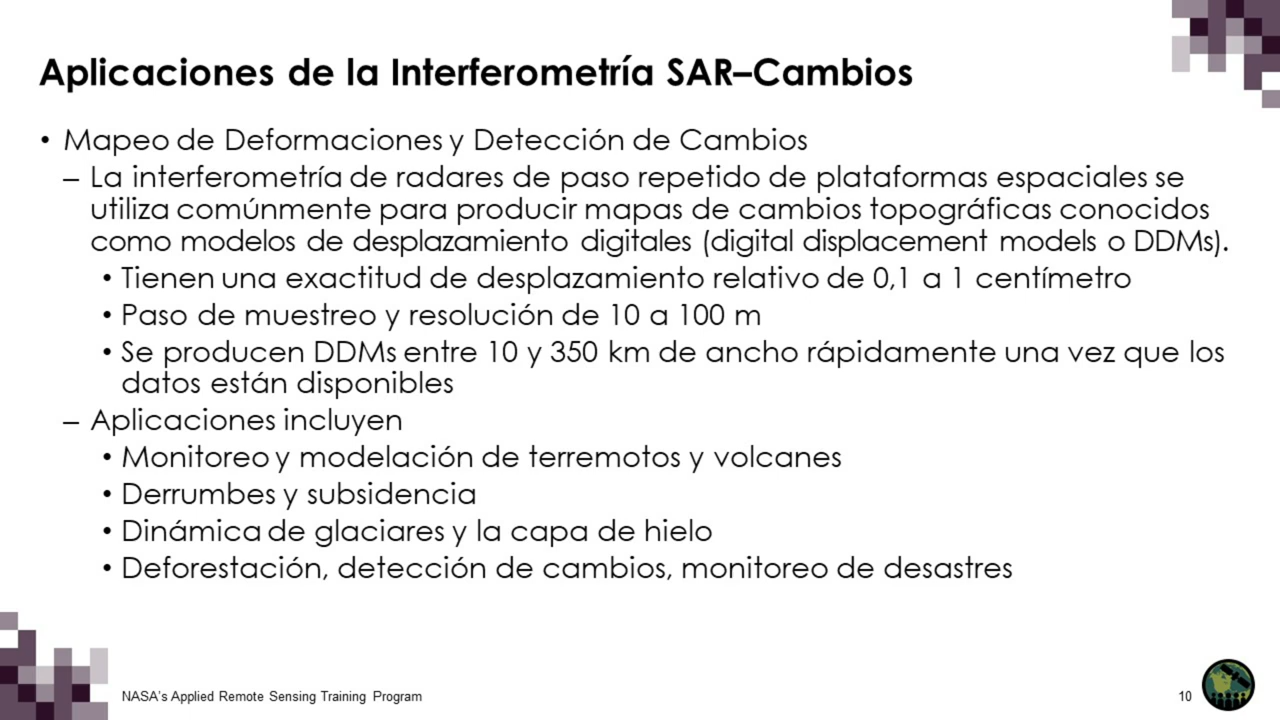 Aplicaciones de la Interferometría SAR–Cambios
• Mapeo de Deformaciones y Detección de Cambios
– La interferometría de radares de paso repetido de plataformas espaciales se
utiliza comúnmente para producir mapas de cambios topográficas conocidos
como modelos de desplazamiento digitales (digital displacement models o DDMs).
• Tienen una exactitud de desplazamiento relativo de 0,1 a 1 centímetro
• Paso de muestreo y resolución de 10 a 100 m
• Se producen DDMs entre 10 y 350 km de ancho rápidamente una vez que los
datos están disponibles
– Aplicaciones incluyen
• Monitoreo y modelación de terremotos y volcanes
• Derrumbes y subsidencia
• Dinámica de glaciares y la capa de hielo
• Deforestación, detección de cambios, monitoreo de desastres
NASA's Applied Remote Sensing Training Program
10